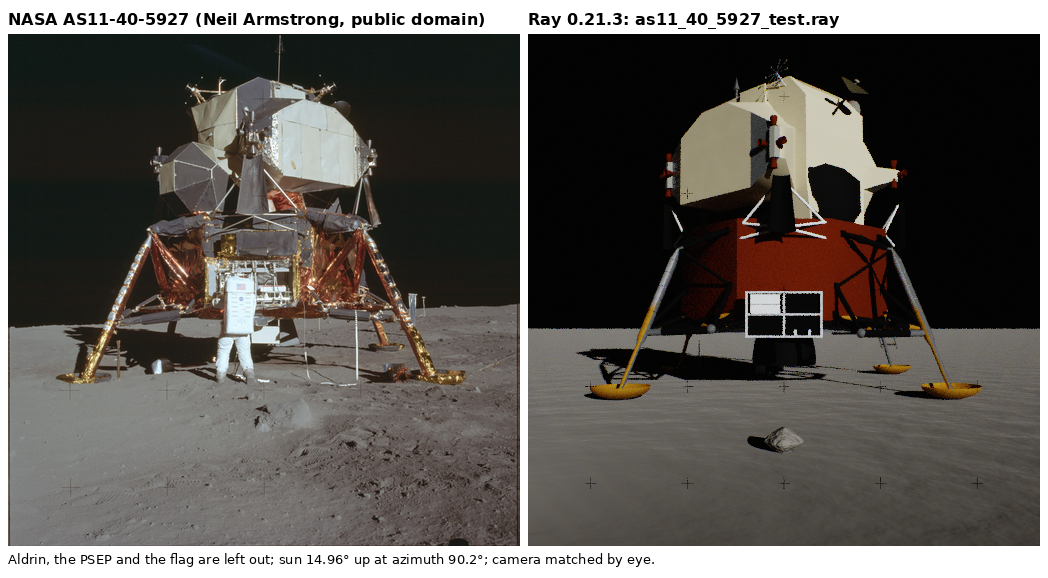 NASA AS11-40-5927 (Neil Armstrong, public domain)
Ray 0.21.3: as11_40_5927_test.ray
Aldrin, the PSEP and the flag are left out; sun 14.96° up at azimuth 90.2°; camera matched by eye.